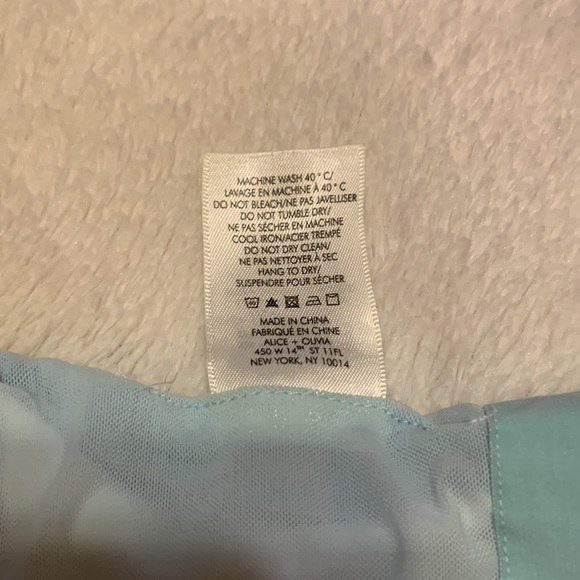 MACHINE WASH 40° C/
LAVAGE EN MACHINE À 40° C
DO NOT BLEACH/NE PAS JAVELLISER
DO NOT TUMBLE DRY/
NE PAS SÉCHER EN MACHINE
COOL IRON/ACIER TREMPÉ
DO NOT DRY CLEAN/
NE PAS NETTOYER À SEC
HANG TO DRY/
SUSPENDRE POUR SÉCHER
MADE IN CHINA
FABRIQUÉ EN CHINE
ALICE + OLIVIA
450 W 14TH ST 11FL
NEW YORK, NY 10014